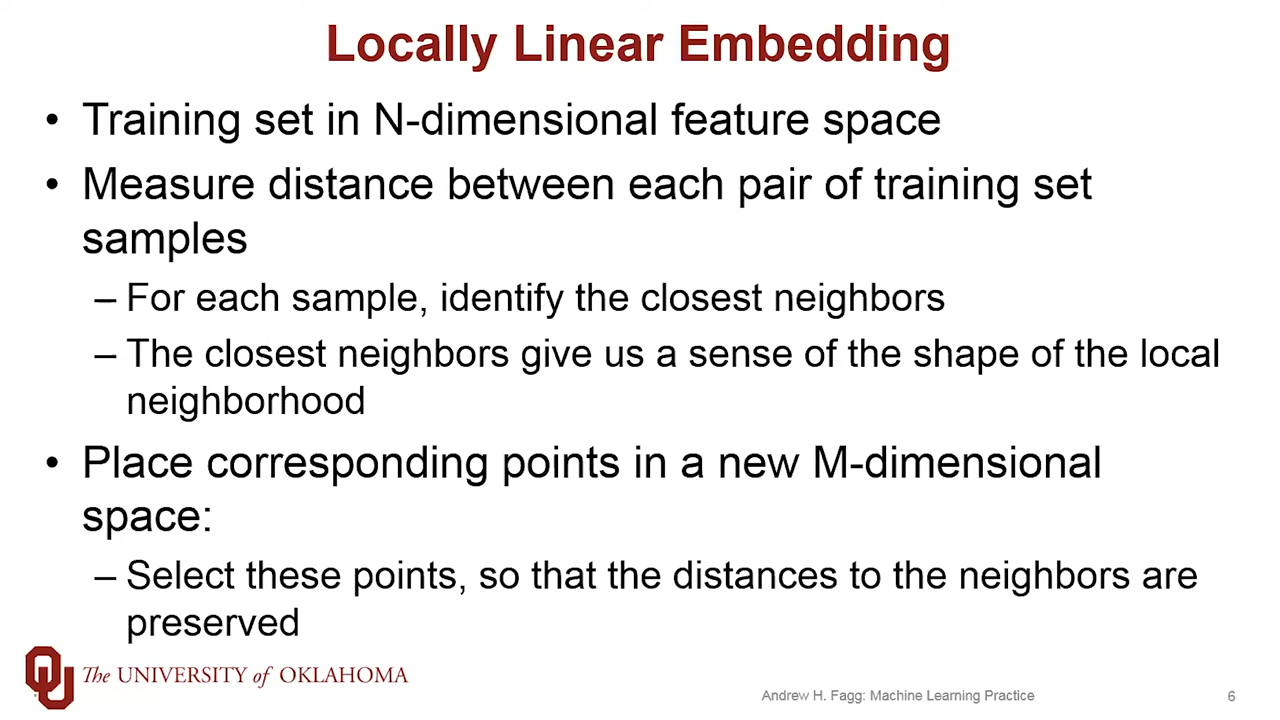 Locally Linear Embedding
• Training set in N-dimensional feature space
• Measure distance between each pair of training set
samples
– For each sample, identify the closest neighbors
– The closest neighbors give us a sense of the shape of the local
neighborhood
• Place corresponding points in a new M-dimensional
space:
– Select these points, so that the distances to the neighbors are
preserved
The UNIVERSITY of OKLAHOMA
Andrew H. Fagg: Machine Learning Practice
6